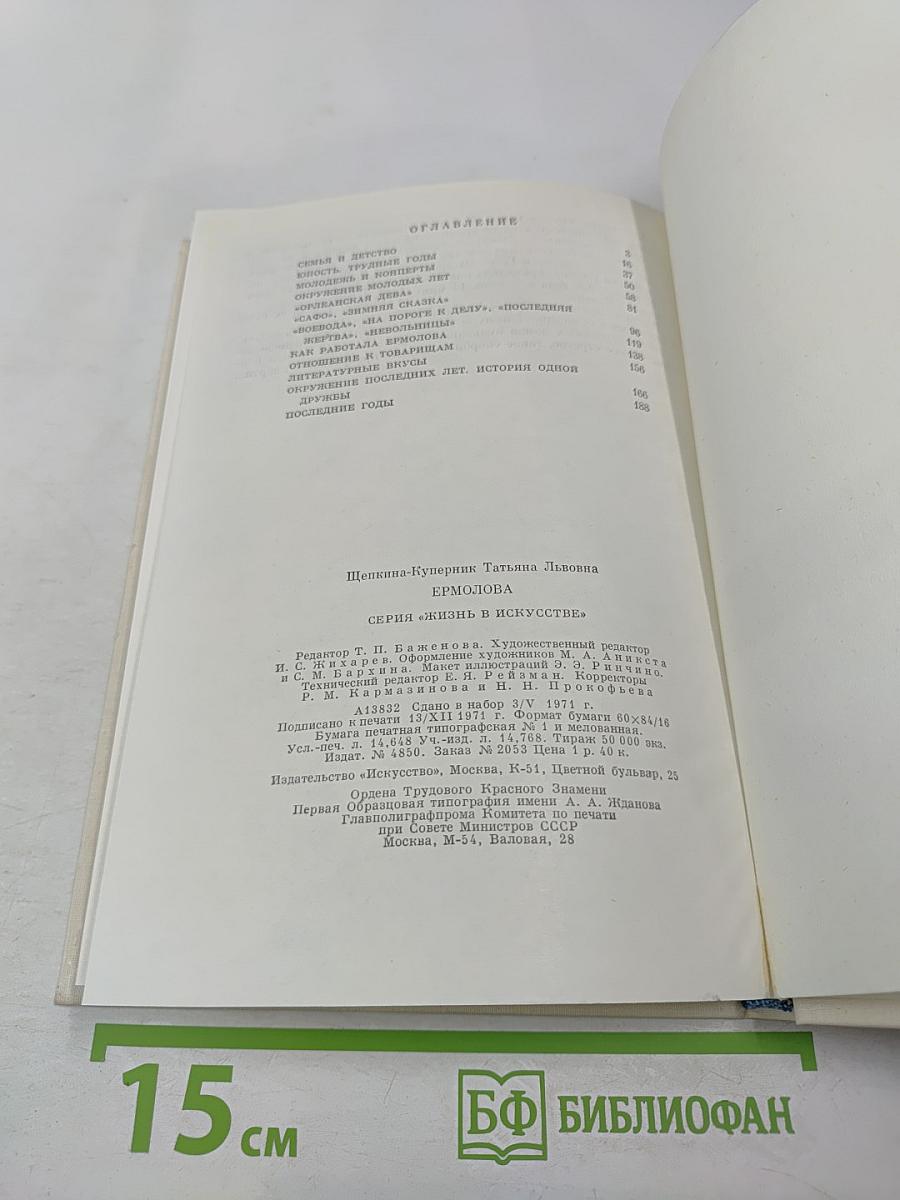 ОГЛАВЛЕНИЕ
СЕМЬЯ И ДЕТСТВО 3
ЮНОСТЬ. ТРУДНЫЕ ГОДЫ 16
МОЛОДЕЖЬ И КОНЦЕРТЫ 37
ОКРУЖЕНИЕ МОЛОДЫХ ЛЕТ 50
«ОРЛЕАНСКАЯ ДЕВА» 58
«САФО», «ЗИМНЯЯ СКАЗКА» 81
«ВОЕВОДА», «НА ПОРОГЕ К ДЕЛУ», «ПОСЛЕДНЯЯ
ЖЕРТВА», «НЕВОЛЬНИЦЫ» 96
КАК РАБОТАЛА ЕРМОЛОВА 119
ОТНОШЕНИЕ К ТОВАРИЩАМ 138
ЛИТЕРАТУРНЫЕ ВКУСЫ 156
ОКРУЖЕНИЕ ПОСЛЕДНИХ ЛЕТ. ИСТОРИЯ ОДНОЙ
ДРУЖБЫ 166
ПОСЛЕДНИЕ ГОДЫ 188
Щепкина-Куперник Татьяна Львовна
ЕРМОЛОВА
СЕРИЯ «ЖИЗНЬ В ИСКУССТВЕ»
Редактор Т. П. Баженова. Художественный редактор
И. С. Жихарев. Оформление художников М. А. Аникста
и С. М. Бархина. Макет иллюстраций Э. Э. Ринчино.
Технический редактор Е. Я. Рейзман. Корректоры
Р. М. Кармазинова и Н. Н. Прокофьева
А13832 Сдано в набор 3/V 1971 г.
Подписано к печати 13/XII 1971 г. Формат бумаги 60×84/16
Бумага печатная типографская № 1 и мелованная.
Усл.-печ. л. 14,648 Уч.-изд. л. 14,768. Тираж 50 000 экз.
Издат. № 4850. Заказ № 2053 Цена 1 р. 40 к.
Издательство «Искусство», Москва, К-51, Цветной бульвар, 25
Ордена Трудового Красного Знамени
Первая Образцовая типография имени А. А. Жданова
Главполиграфпрома Комитета по печати
при Совете Министров СССР
Москва, М-54, Валовая, 28
15 см
БФ БИБЛИОФАН